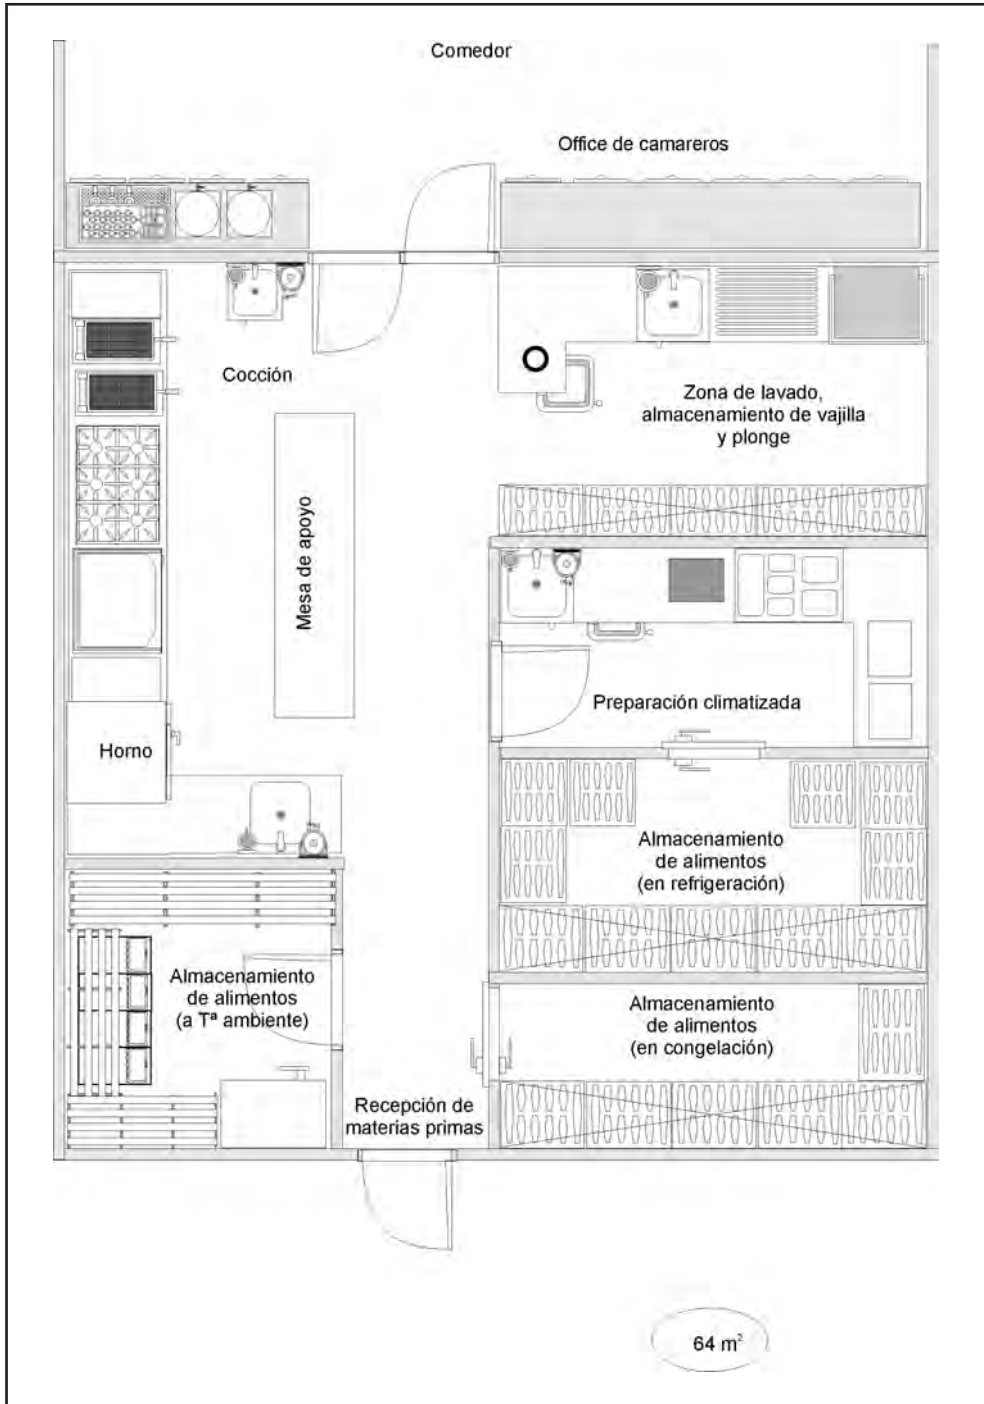 Comedor
Office de camareros
Cocción
Zona de lavado,
almacenamiento de vajilla
y plonge
Mesa de apoyo
Preparación climatizada
Horno
Almacenamiento
de alimentos
(en refrigeración)
Almacenamiento
de alimentos
(a Tª ambiente)
Almacenamiento
de alimentos
(en congelación)
Recepción de
materias primas
64 m²